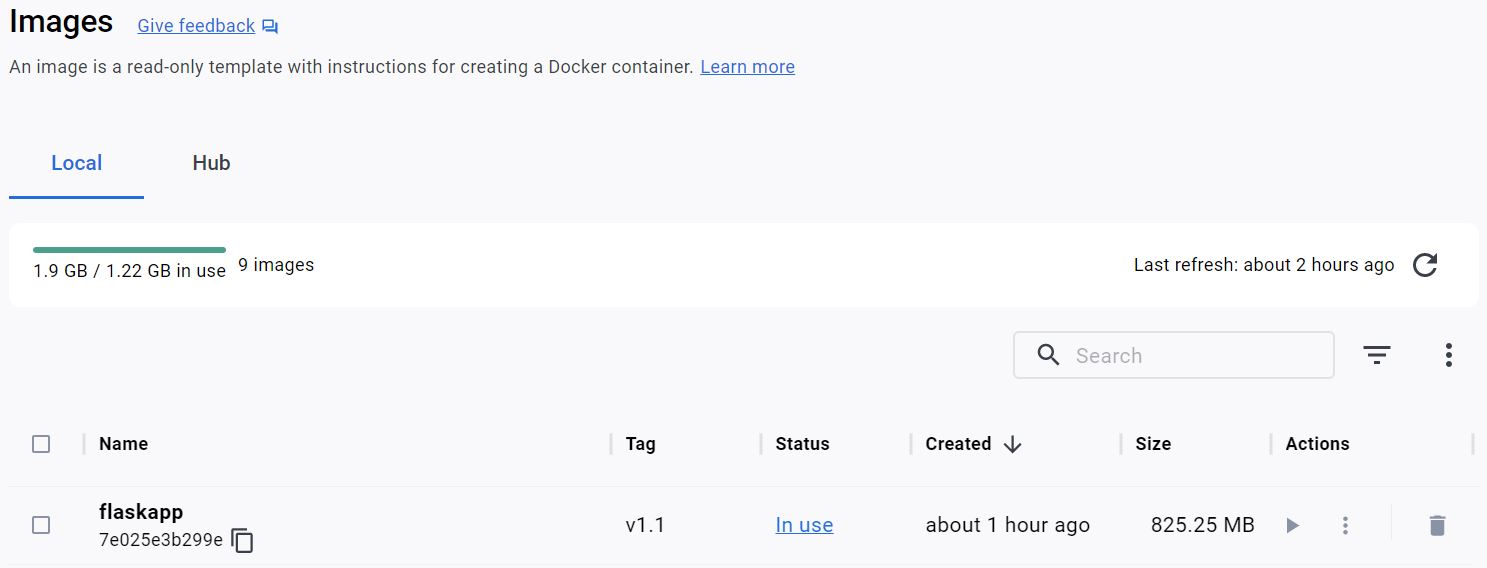 Images Give feedback
An image is a read-only template with instructions for creating a Docker container. Learn more
Local Hub
1.9 GB / 1.22 GB in use 9 images Last refresh: about 2 hours ago
Search
Name Tag Status Created Size Actions
flaskapp
7e025e3b299e v1.1 In use about 1 hour ago 825.25 MB